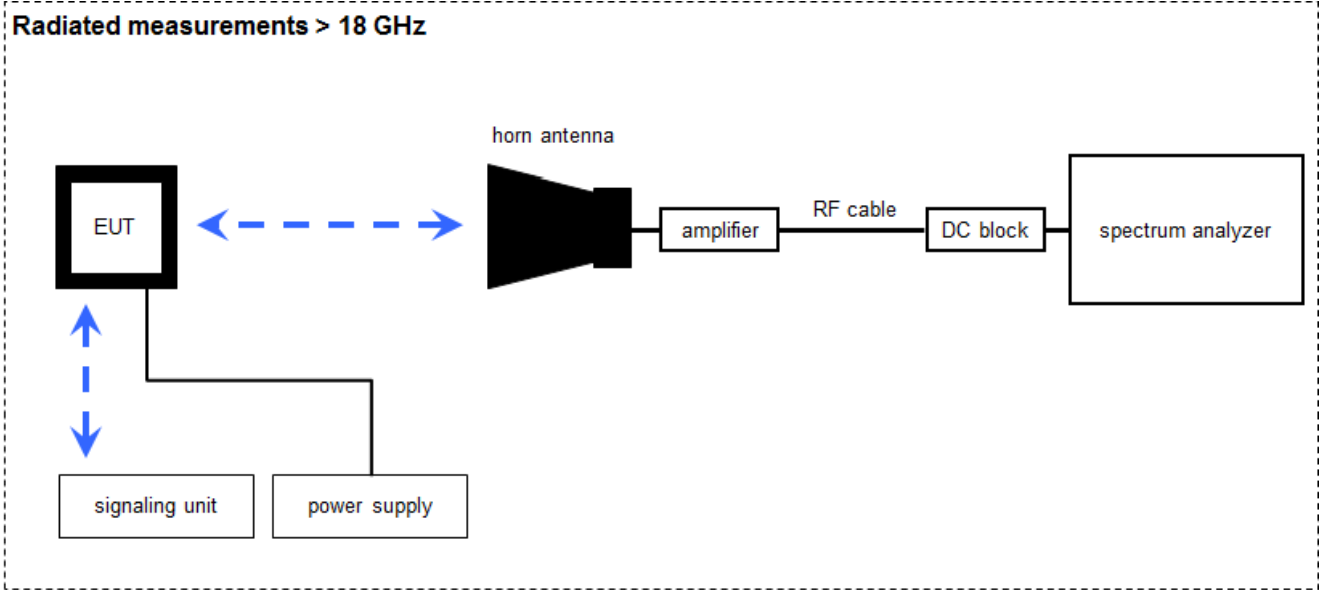 Radiated measurements > 18 GHz
horn antenna
EUT
amplifier
RF cable
DC block
spectrum analyzer
signaling unit
power supply